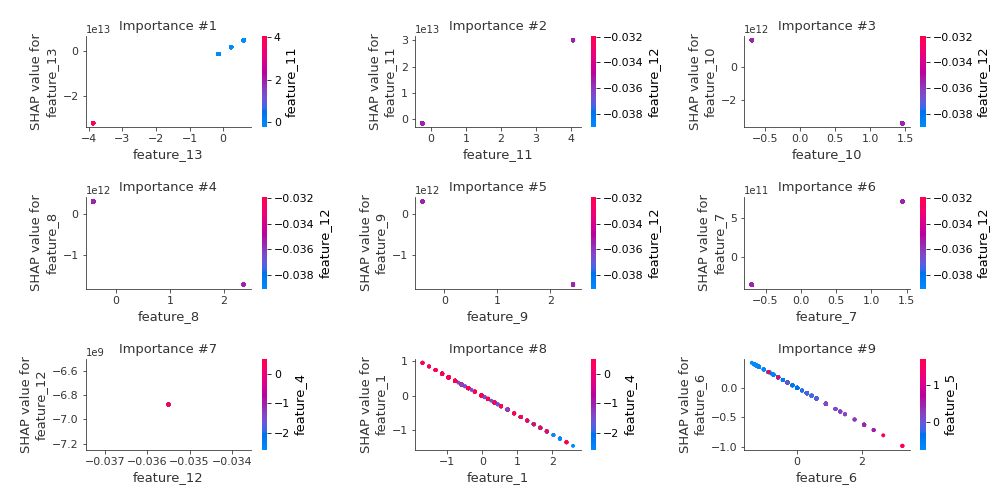 Importance #1
1e13
SHAP value for
feature_13
0
−2
−4
−3
−2
−1
0
feature_13
4
2
0
feature_11
Importance #2
1e13
SHAP value for
feature_11
3
2
1
0
0
1
2
3
4
feature_11
−0.032
−0.034
−0.036
−0.038
feature_12
Importance #3
1e12
SHAP value for
feature_10
0
−2
−0.5
0.0
0.5
1.0
1.5
feature_10
−0.032
−0.034
−0.036
−0.038
feature_12
Importance #4
1e12
SHAP value for
feature_8
0
−1
0
1
2
feature_8
−0.032
−0.034
−0.036
−0.038
feature_12
Importance #5
1e12
SHAP value for
feature_9
0
−1
0
1
2
feature_9
−0.032
−0.034
−0.036
−0.038
feature_12
Importance #6
1e11
SHAP value for
feature_7
5
0
−0.5
0.0
0.5
1.0
1.5
feature_7
−0.032
−0.034
−0.036
−0.038
feature_12
Importance #7
1e9
SHAP value for
feature_12
−6.6
−6.8
−7.0
−7.2
−0.037
−0.036
−0.035
−0.034
feature_12
0
−1
−2
feature_4
Importance #8
SHAP value for
feature_1
1
0
−1
−1
0
1
2
feature_1
0
−1
−2
feature_4
Importance #9
SHAP value for
feature_6
0.0
−0.5
−1.0
0
2
feature_6
1
0
feature_5